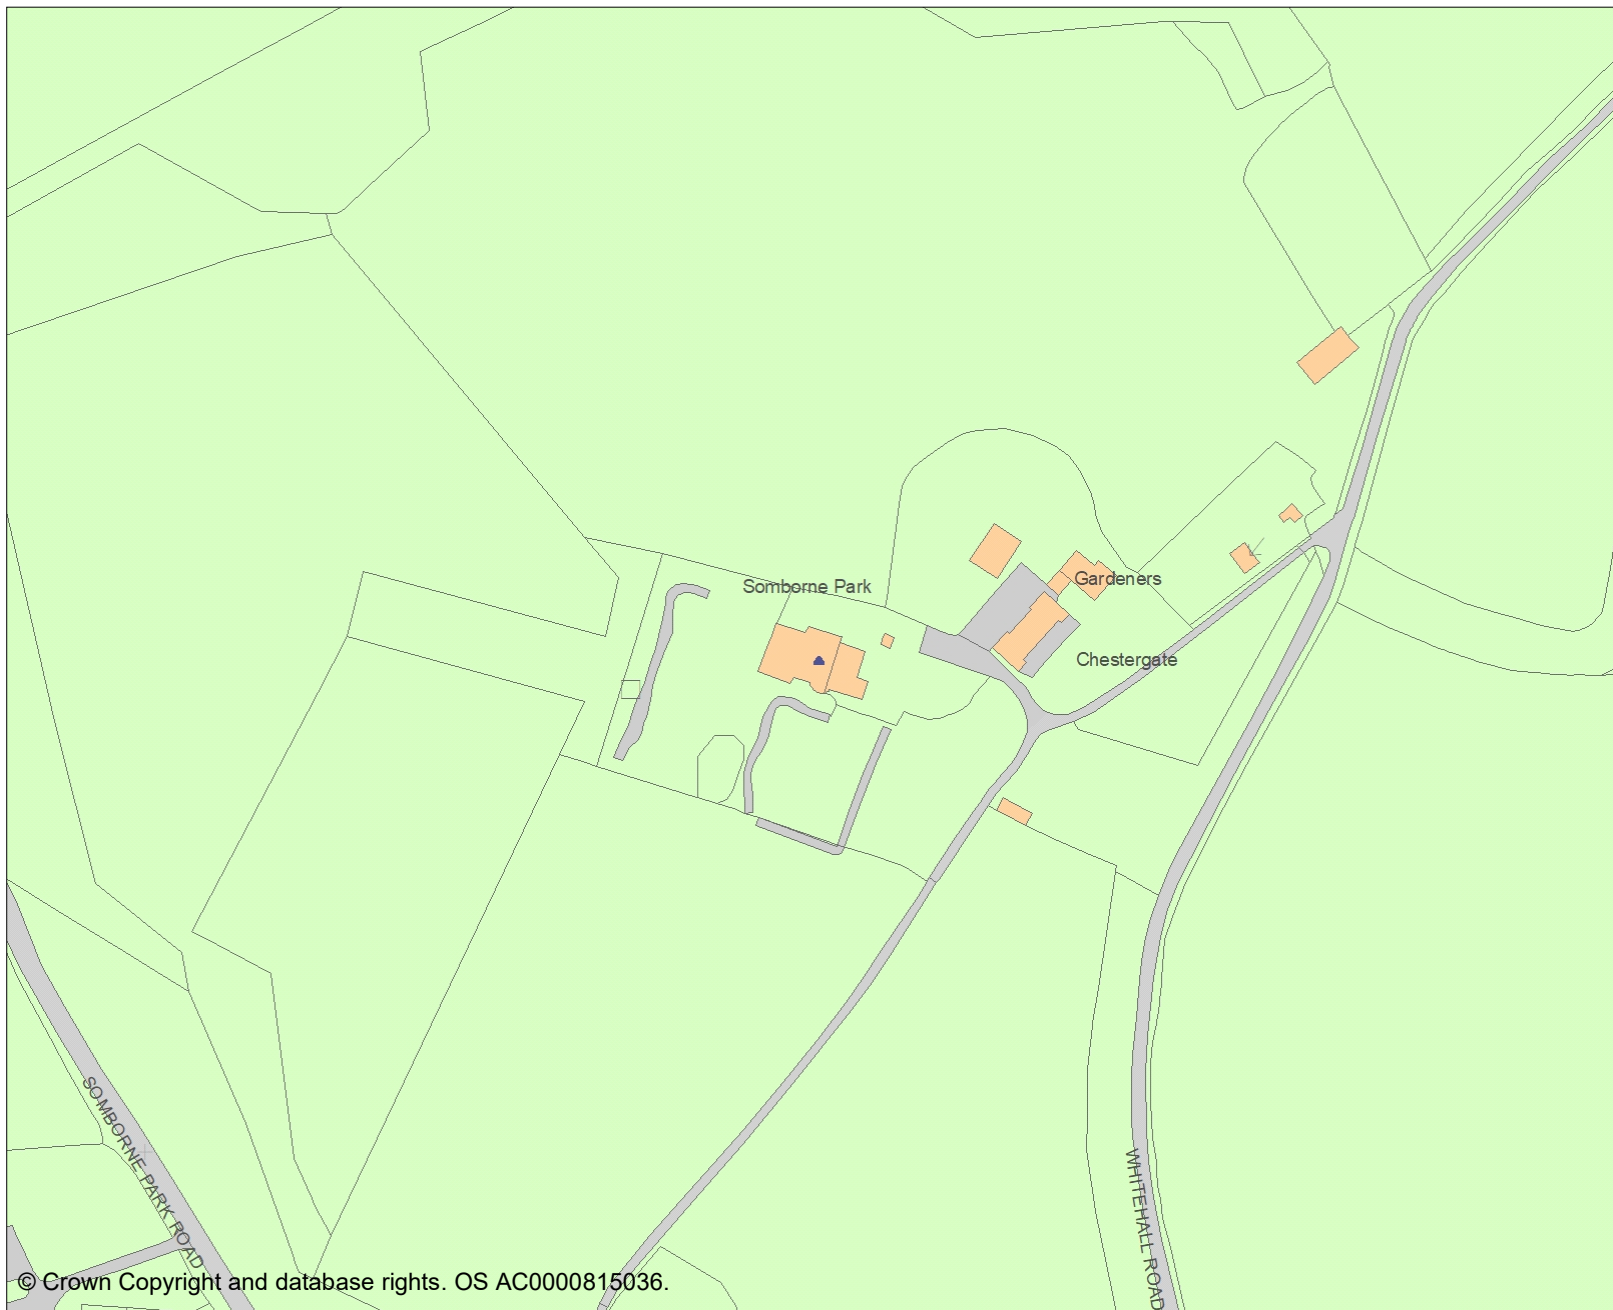 Somborne Park
Gardeners
Chestergate
SOMBORNE PARK ROAD
WHITEHALL ROAD
© Crown Copyright and database rights. OS AC0000815036.